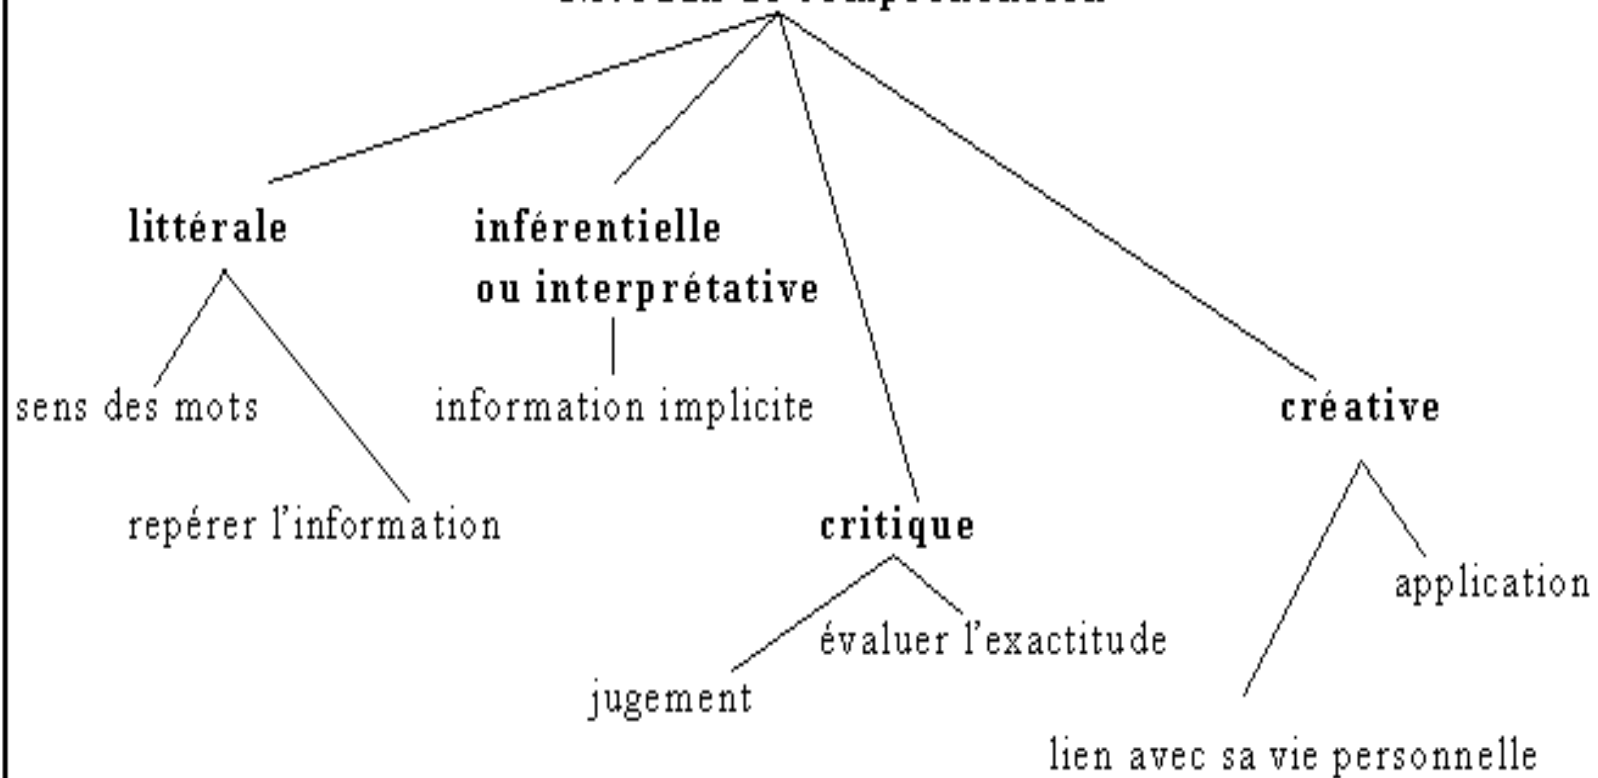 littérale
inférentielle
ou interprétative
sens des mots
information implicite
créative
repérer l'information
critique
application
évaluer l'exactitude
jugement
lien avec sa vie personnelle